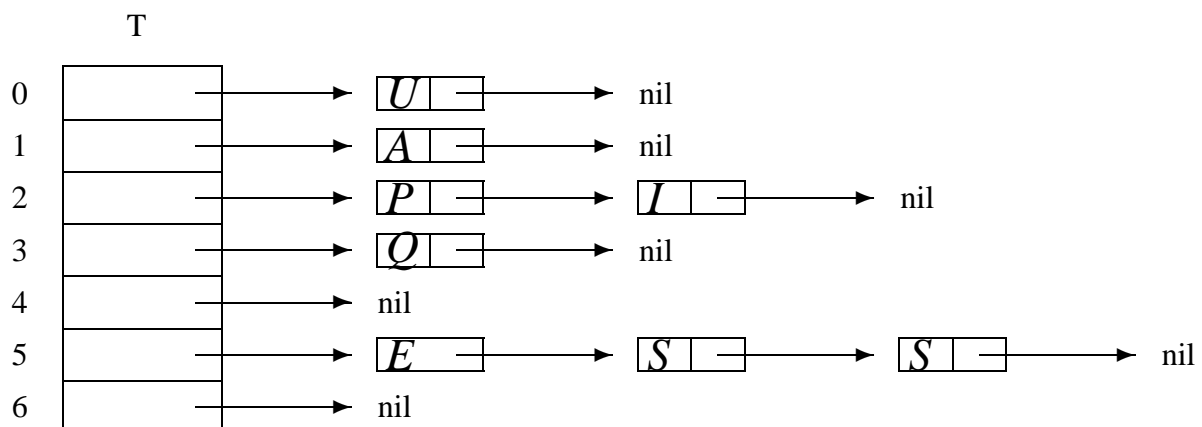 T
0 U nil
1 A nil
2 P I nil
3 Q nil
4 nil
5 E S S nil
6 nil